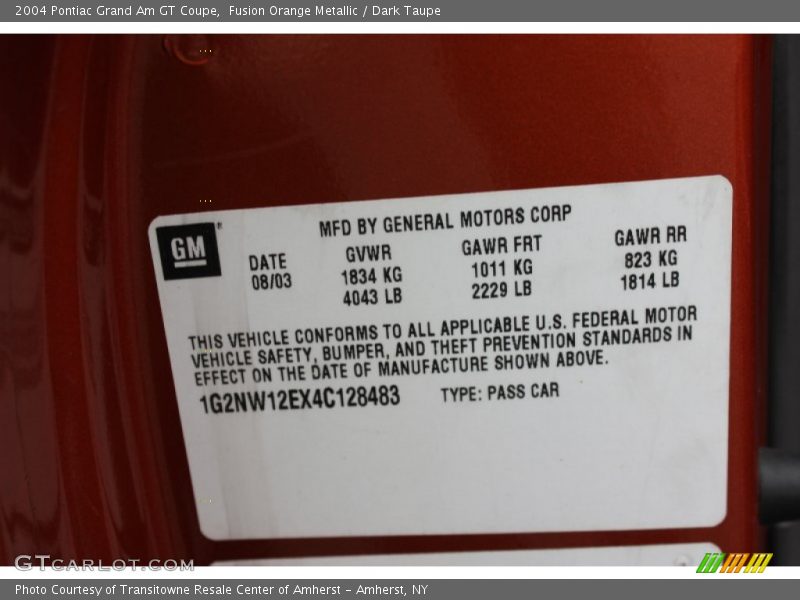 2004 Pontiac Grand Am GT Coupe,  Fusion Orange Metallic / Dark Taupe
MFD BY GENERAL MOTORS CORP
GM
DATE GVWR GAWR FRT GAWR RR
08/03 1834 KG 1011 KG 823 KG
4043 LB 2229 LB 1814 LB
THIS VEHICLE CONFORMS TO ALL APPLICABLE U.S. FEDERAL MOTOR
VEHICLE SAFETY, BUMPER, AND THEFT PREVENTION STANDARDS IN
EFFECT ON THE DATE OF MANUFACTURE SHOWN ABOVE.
1G2NW12EX4C128483 TYPE: PASS CAR
GTCARLOT.COM
Photo Courtesy of Transitowne Resale Center of Amherst - Amherst, NY